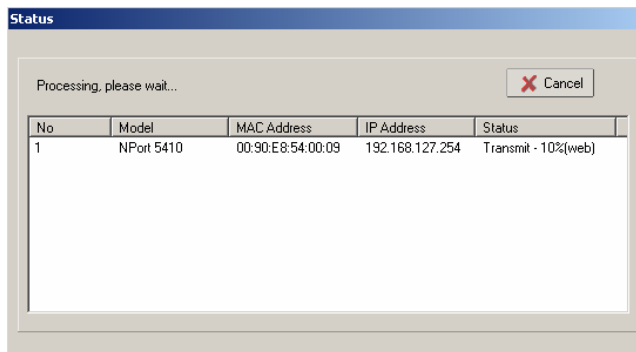 Status
Processing, please wait...
Cancel
No Model MAC Address IP Address Status
1 NPort 5410 00:90:E8:54:00:09 192.168.127.254 Transmit - 10%(web)